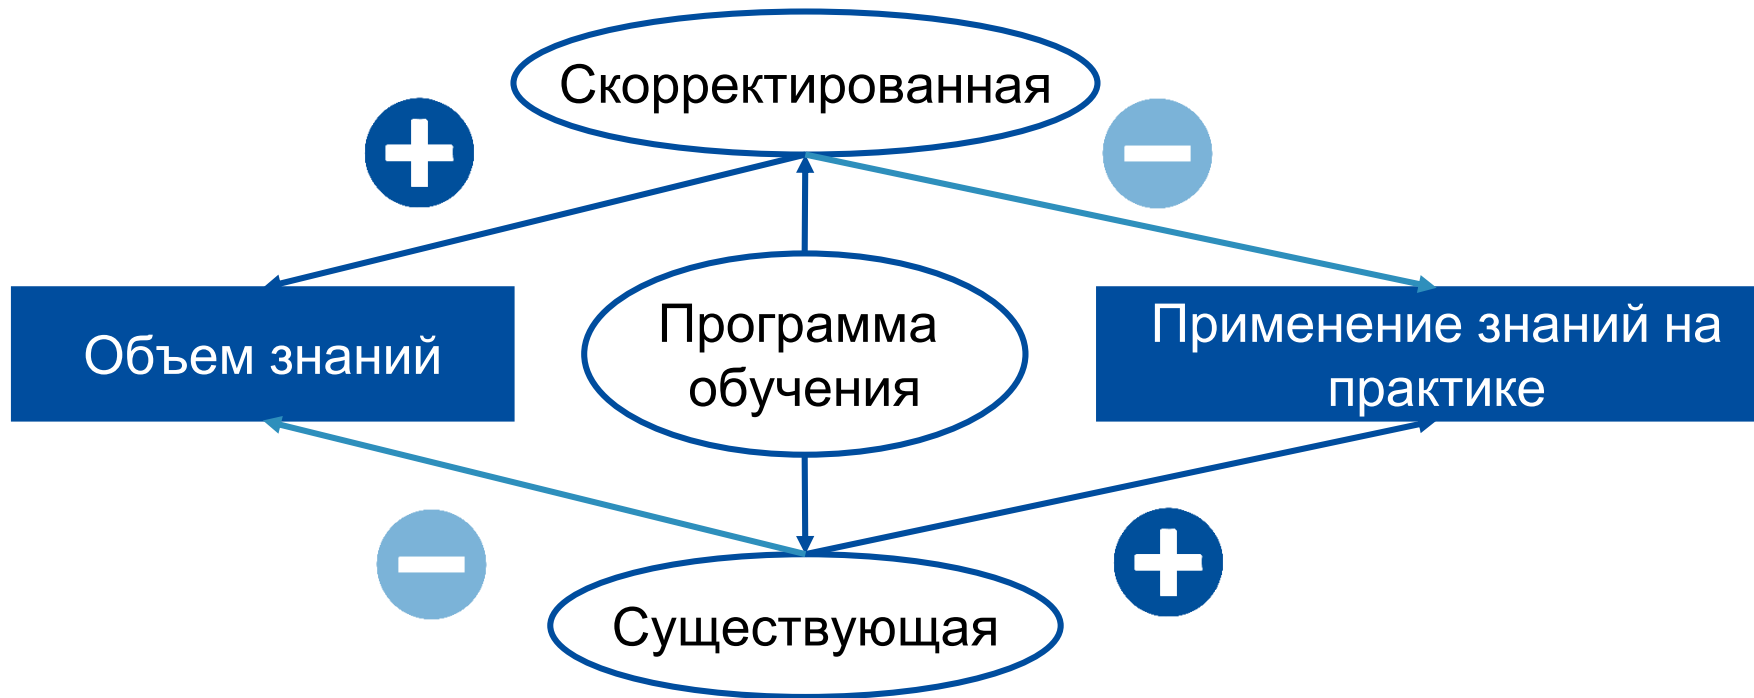 Скорректированная
Объем знаний
Программа
обучения
Применение знаний на
практике
Существующая